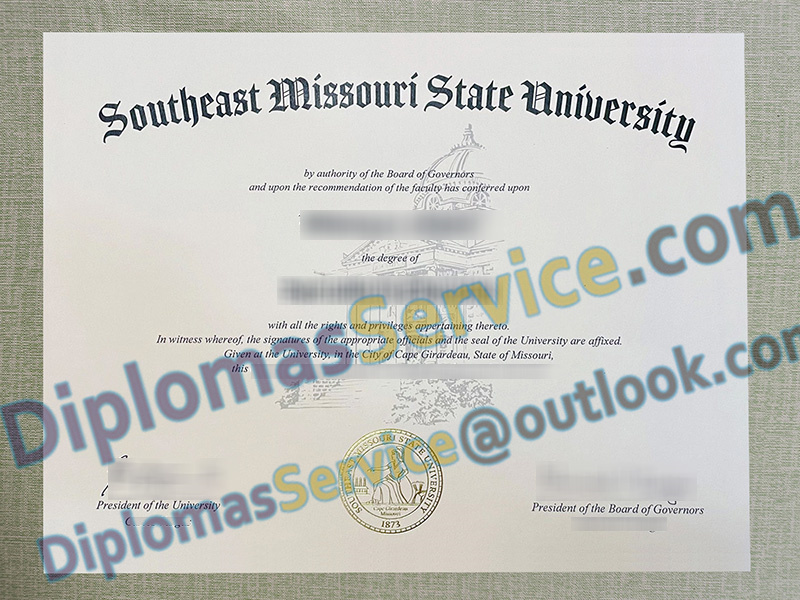 Southeast Missouri State University
by authority of the Board of Governors
and upon the recommendation of the faculty has conferred upon
the degree of
with all the rights and privileges appertaining thereto.
In witness whereof, the signatures of the appropriate officials and the seal of the University are affixed.
Given at the University, in the City of Cape Girardeau, State of Missouri,
this
DiplomasService.com
DiplomasService@outlook.com
SOUTHEAST MISSOURI STATE UNIVERSITY
Cape Girardeau
Missouri
1873
President of the University
President of the Board of Governors